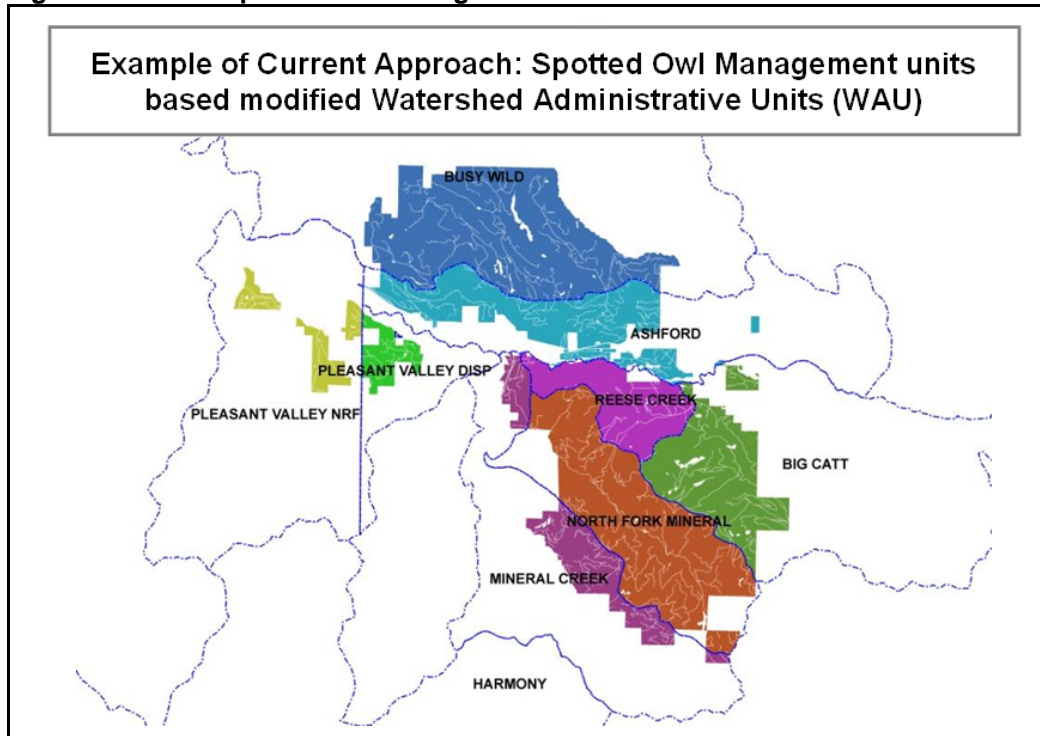 Example of Current Approach: Spotted Owl Management units
based modified Watershed Administrative Units (WAU)
BUSY WILD
ASHFORD
PLEASANT VALLEY DISP
REESE CREEK
PLEASANT VALLEY NRF
BIG CATT
NORTH FORK MINERAL
MINERAL CREEK
HARMONY